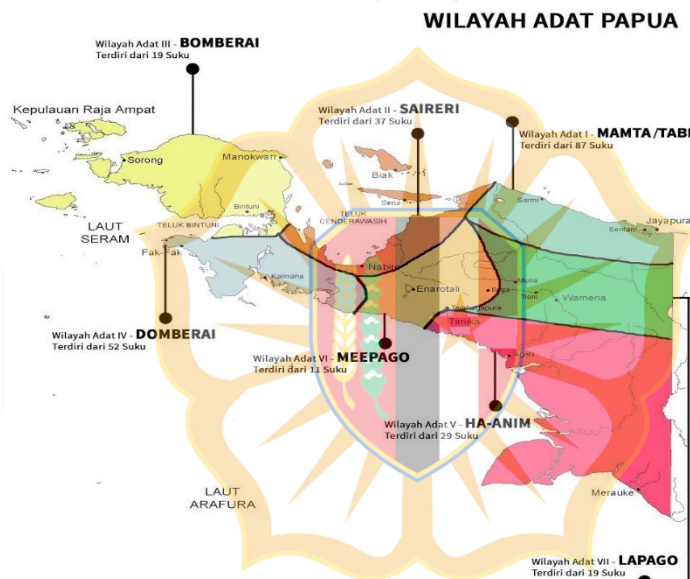 WILAYAH ADAT PAPUA
Wilayah Adat III - BOMBERAI
Terdiri dari 19 Suku
Wilayah Adat II - SAIRERI
Terdiri dari 37 Suku
Wilayah Adat I - MAMTA/TABI
Terdiri dari 87 Suku
Kepulauan Raja Ampat
Sorong
Manokwari
Biak
Serui
Sarmi
Jayapura
Sentani
Bintuni
TELUK BINTUNI
TELUK
CENDERAWASIH
LAUT
SERAM
Fak-Fak
Kaimana
Nabire
Enarotali
Mulia
Ilaga
Tiom
Wamena
Tembagapura
Timika
Wilayah Adat IV - DOMBERAI
Terdiri dari 52 Suku
Wilayah Adat VI - MEEPAGO
Terdiri dari 11 Suku
Agats
Wilayah Adat V - HA-ANIM
Terdiri dari 29 Suku
LAUT
ARAFURA
Merauke
Wilayah Adat VII - LAPAGO
Terdiri dari 19 Suku